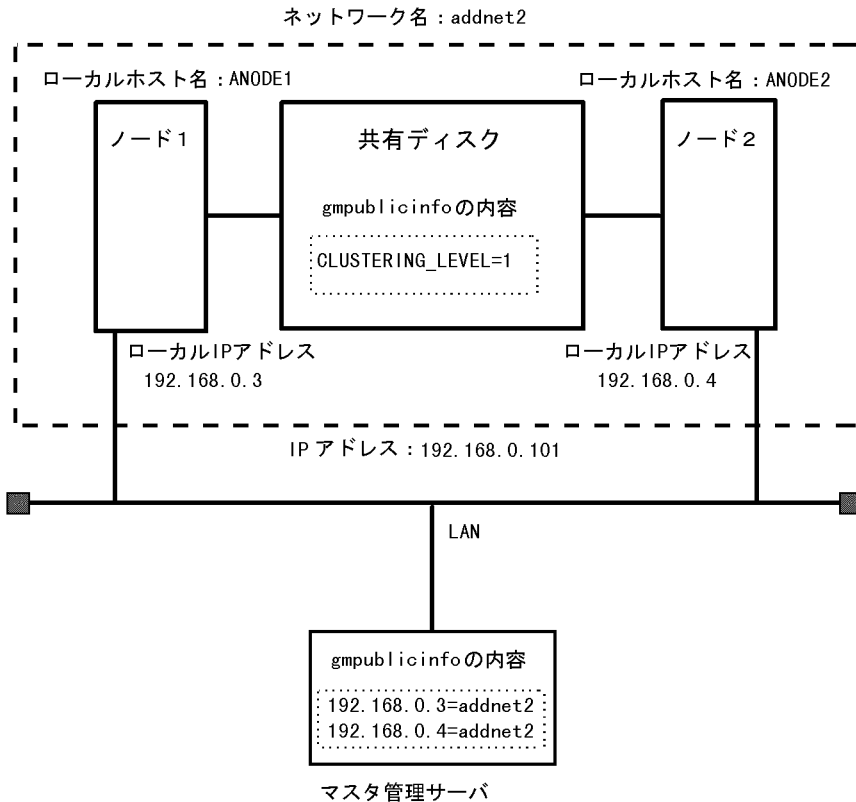 ネットワーク名：addnet2
ローカルホスト名：ANODE1
ローカルホスト名：ANODE2
ノード１
共有ディスク
ノード２
gmpublicinfoの内容
CLUSTERING_LEVEL=1
ローカルIPアドレス
192.168.0.3
ローカルIPアドレス
192.168.0.4
IP アドレス：192.168.0.101
LAN
gmpublicinfoの内容
192.168.0.3=addnet2
192.168.0.4=addnet2
マスタ管理サーバ